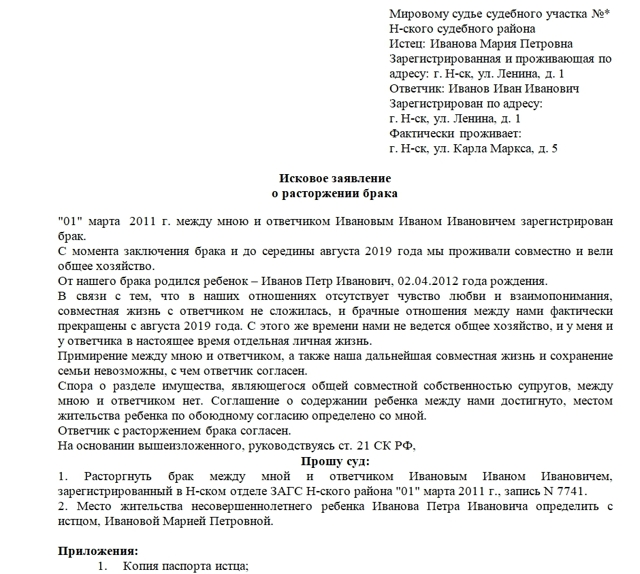 Мировому судье судебного участка №*
Н-ского судебного района
Истец: Иванова Мария Петровна
Зарегистрированная и проживающая по
адресу: г. Н-ск, ул. Ленина, д. 1
Ответчик: Иванов Иван Иванович
Зарегистрирован по адресу:
г. Н-ск, ул. Ленина, д. 1
Фактически проживает:
г. Н-ск, ул. Карла Маркса, д. 5
Исковое заявление
о расторжении брака
"01" марта 2011 г. между мною и ответчиком Ивановым Иваном Ивановичем зарегистрирован
брак.
С момента заключения брака и до середины августа 2019 года мы проживали совместно и вели
общее хозяйство.
От нашего брака родился ребенок – Иванов Петр Иванович, 02.04.2012 года рождения.
В связи с тем, что в наших отношениях отсутствует чувство любви и взаимопонимания,
совместная жизнь с ответчиком не сложилась, и брачные отношения между нами фактически
прекращены с августа 2019 года. С этого же времени нами не ведется общее хозяйство, и у меня и
у ответчика в настоящее время отдельная личная жизнь.
Примирение между мною и ответчиком, а также наша дальнейшая совместная жизнь и сохранение
семьи невозможны, с чем ответчик согласен.
Спора о разделе имущества, являющегося общей совместной собственностью супругов, между
мною и ответчиком нет. Соглашение о содержании ребенка между нами достигнуто, местом
жительства ребенка по обоюдному согласию определено со мной.
Ответчик с расторжением брака согласен.
На основании вышеизложенного, руководствуясь ст. 21 СК РФ,
Прошу суд:
1. Расторгнуть брак между мной и ответчиком Ивановым Иваном Ивановичем,
зарегистрированный в Н-ском отделе ЗАГС Н-ского района "01" марта 2011 г., запись N 7741.
2. Место жительства несовершеннолетнего ребенка Иванова Петра Ивановича определить с
истцом, Ивановой Марией Петровной.
Приложения:
1. Копия паспорта истца;